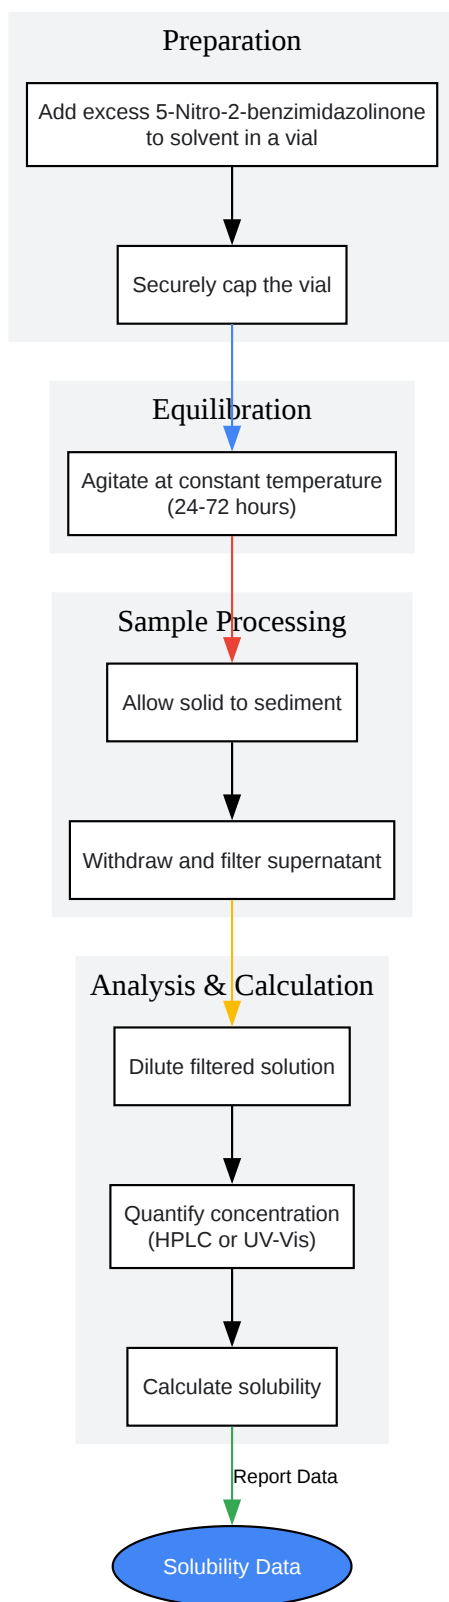 Preparation
Add excess 5-Nitro-2-benzimidazolinone
to solvent in a vial
Securely cap the vial
Equilibration
Agitate at constant temperature
(24-72 hours)
Sample Processing
Allow solid to sediment
Withdraw and filter supernatant
Analysis & Calculation
Dilute filtered solution
Quantify concentration
(HPLC or UV-Vis)
Calculate solubility
Report Data
Solubility Data